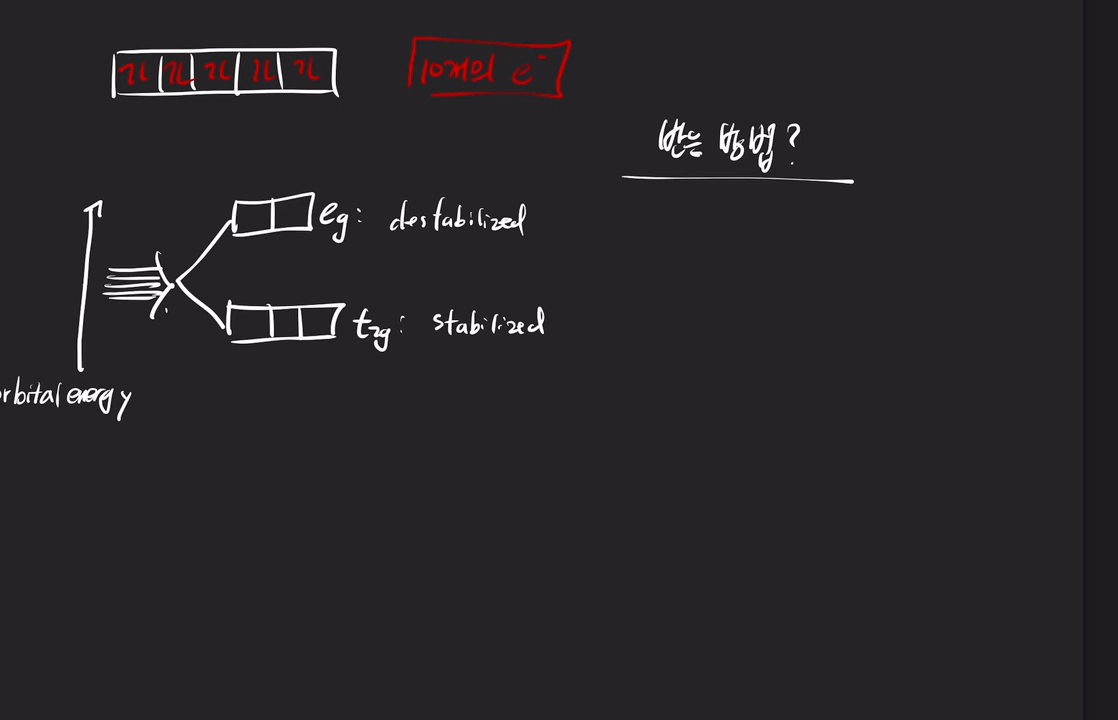 10개의 e⁻
받는 방법?
eg: destabilized
t2g: stabilized
orbital energy